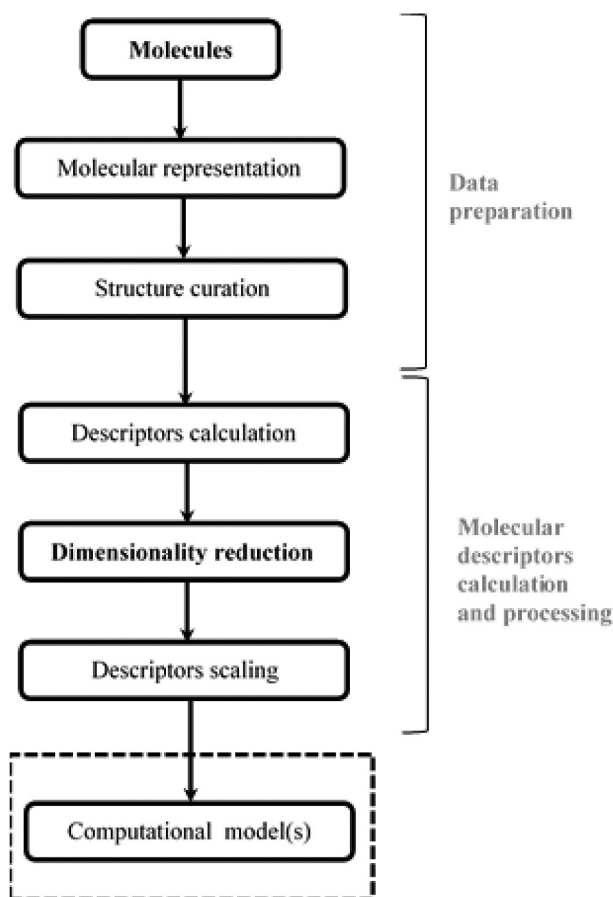 Molecules
Molecular representation
Structure curation
Data
preparation
Descriptors calculation
Dimensionality reduction
Descriptors scaling
Molecular
descriptors
calculation
and processing
Computational model(s)